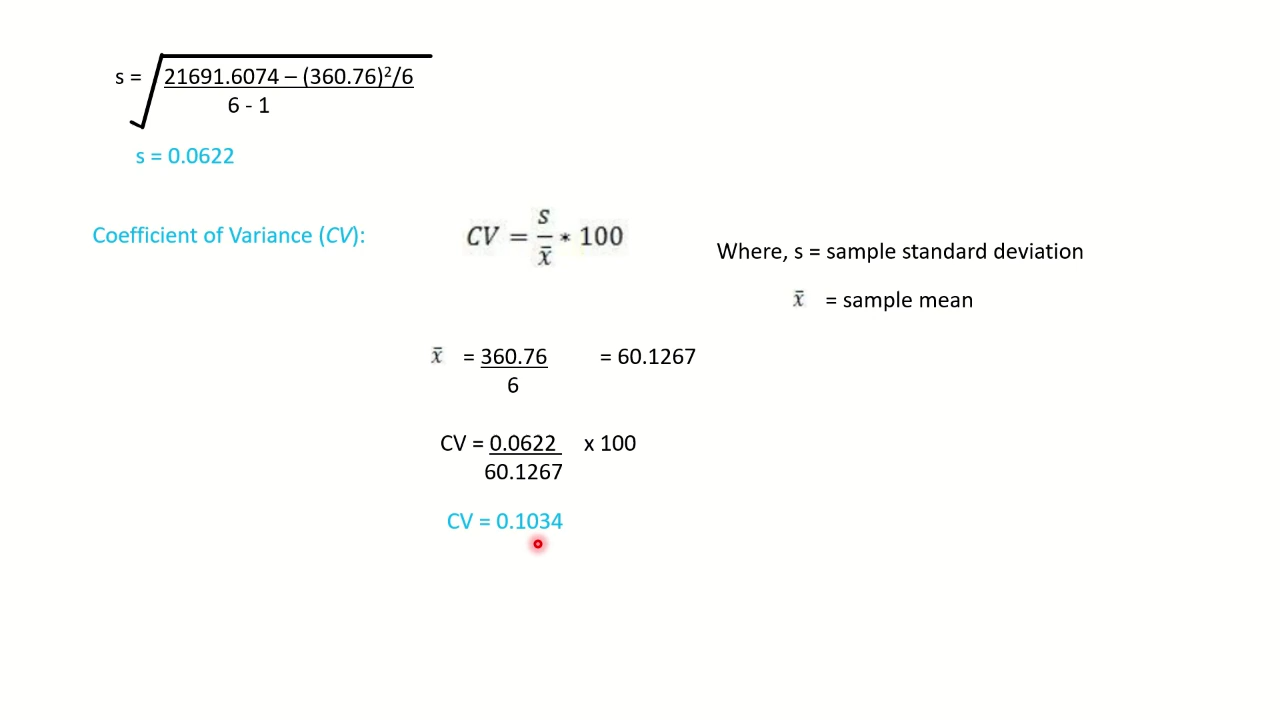 s = √ 21691.6074 – (360.76)²/6
6 - 1
s = 0.0622
Coefficient of Variance (CV):
CV = s/x̄ * 100
Where, s = sample standard deviation
x̄ = sample mean
x̄ = 360.76 = 60.1267
6
CV = 0.0622 x 100
60.1267
CV = 0.1034